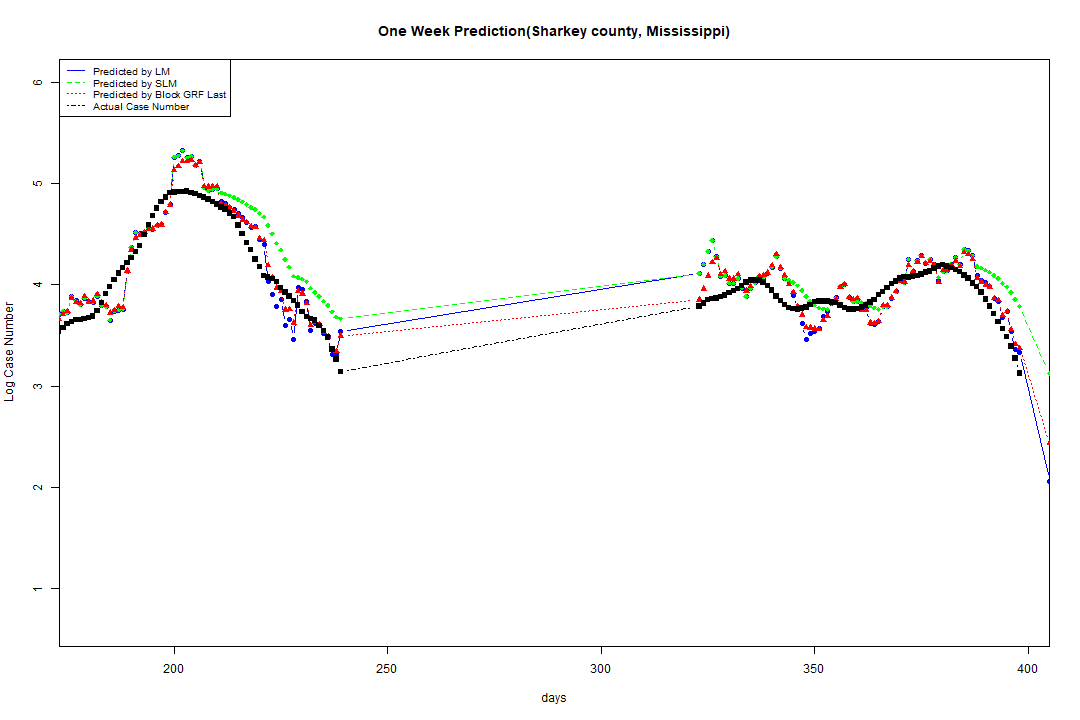 One Week Prediction(Sharkey county, Mississippi)
Predicted by LM
Predicted by SLM
Predicted by Block GRF Last
Actual Case Number
6
5
4
3
2
1
Log Case Number
200 250 300 350 400
days